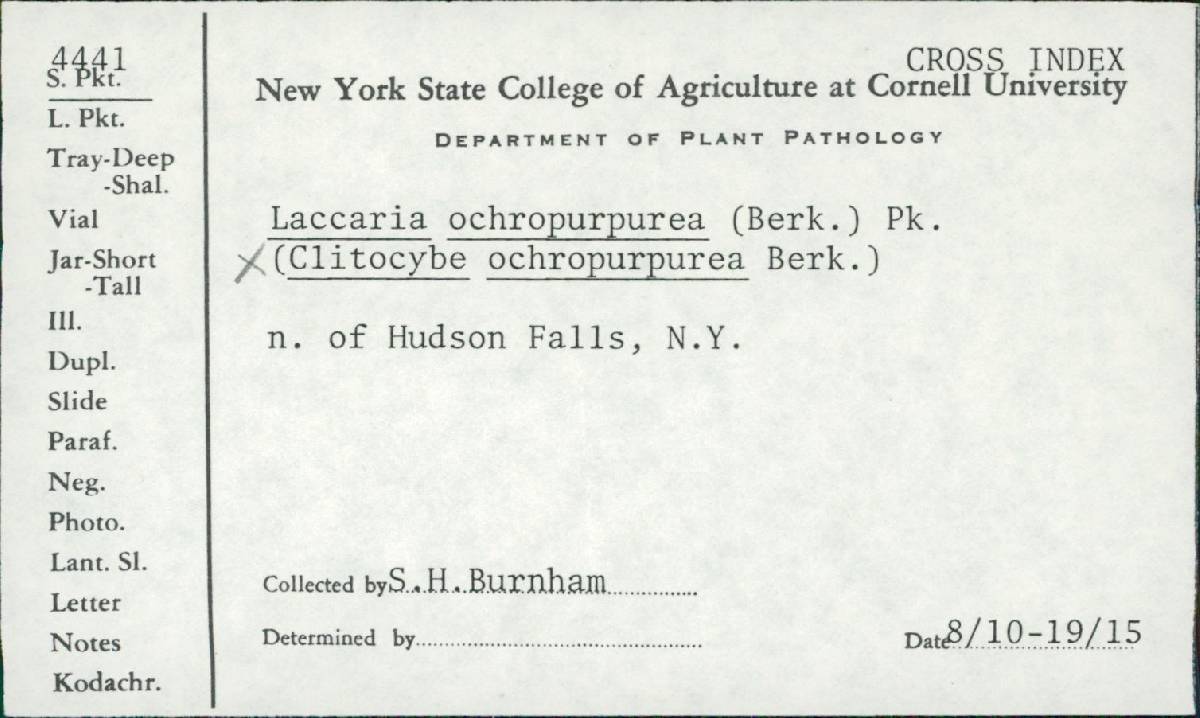 4441
S. Pkt.
L. Pkt.
Tray-Deep
-Shal.
Vial
Jar-Short
-Tall
Ill.
Dupl.
Slide
Paraf.
Neg.
Photo.
Lant. Sl.
Letter
Notes
Kodachr.
CROSS INDEX
New York State College of Agriculture at Cornell University
DEPARTMENT OF PLANT PATHOLOGY
Laccaria ochropurpurea (Berk.) Pk.
X (Clitocybe ochropurpurea Berk.)
n. of Hudson Falls, N.Y.
Collected by S.H.Burnham
Determined by
Date 8/10-19/15